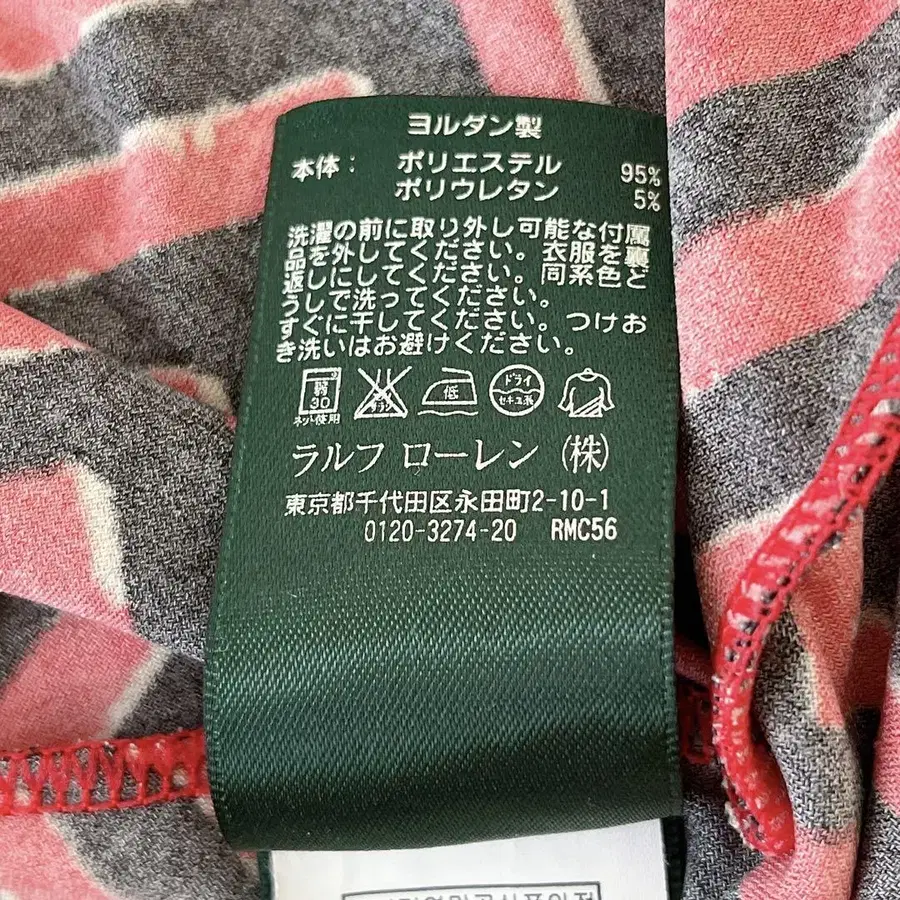 ヨルダン製
本体： ポリエステル 95%
ポリウレタン 5%
洗濯の前に取り外し可能な付属
品を外してください。衣服を裏
返しにしてください。同系色ど
うしで洗ってください。
すぐに干してください。つけお
き洗いはお避けください。
弱 30 低 ドライ セキユ系
ネット使用
ラルフ ローレン （株）
東京都千代田区永田町2-10-1
0120-3274-20 RMC56